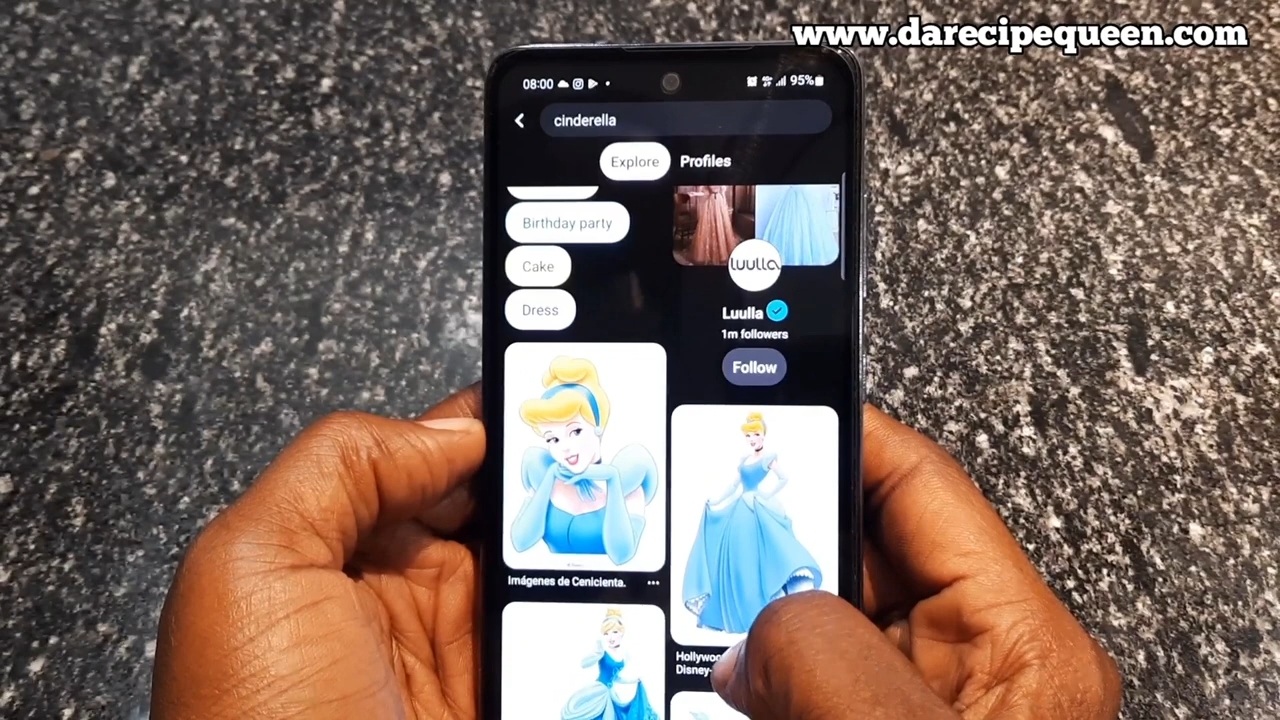 www.darecipequeen.com
08:00
95%
cinderella
Explore Profiles
Birthday party
Cake
Dress
Luulla
Luulla
1m followers
Follow
Imágenes de Cenicienta.
Disney-